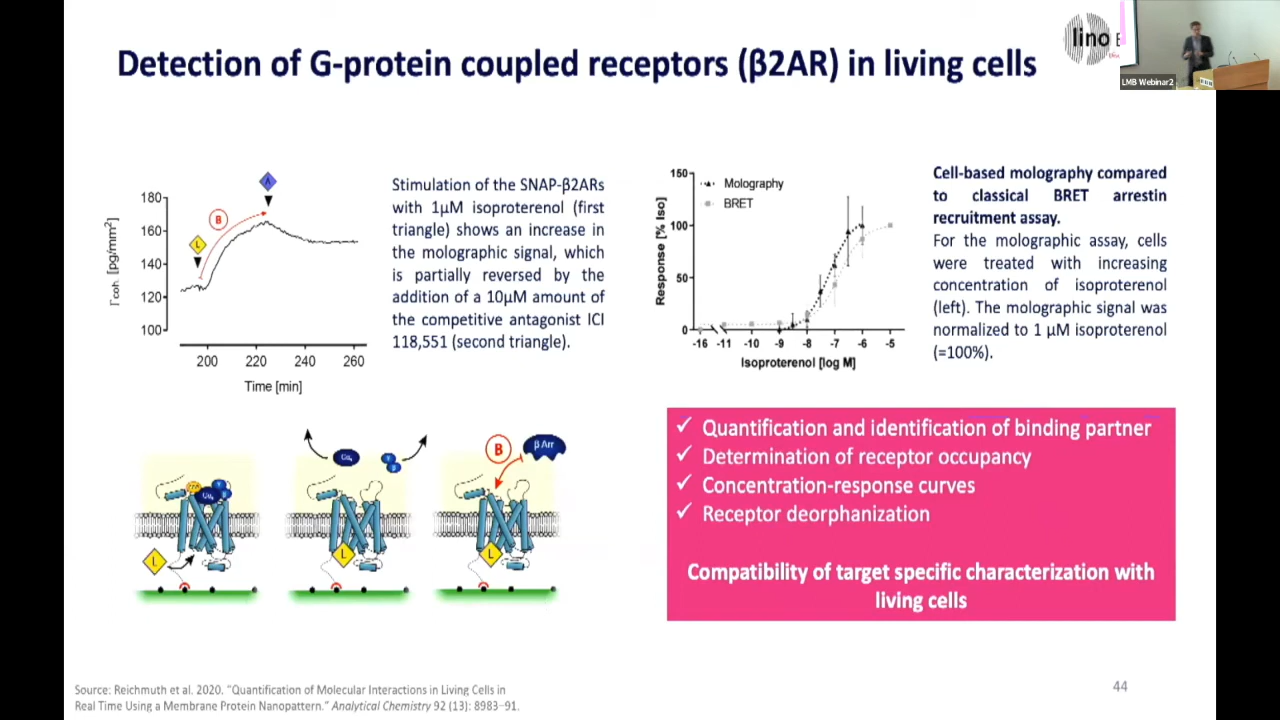 Detection of G-protein coupled receptors (β2AR) in living cells
lino
LMB Webinar2
180
160
140
120
100
Γcoh. [pg/mm²]
L
B
A
200 220 240 260
Time [min]
Stimulation of the SNAP-β2ARs
with 1µM isoproterenol (first
triangle) shows an increase in
the molographic signal, which
is partially reversed by the
addition of a 10µM amount of
the competitive antagonist ICI
118,551 (second triangle).
150
100
50
0
Response [% Iso]
Molography
BRET
-16 -11 -10 -9 -8 -7 -6 -5
Isoproterenol [log M]
Cell-based molography compared
to classical BRET arrestin
recruitment assay.
For the molographic assay, cells
were treated with increasing
concentration of isoproterenol
(left). The molographic signal was
normalized to 1 µM isoproterenol
(=100%).
L
Gαs
L
B
β Arr
L
✓ Quantification and identification of binding partner
✓ Determination of receptor occupancy
✓ Concentration-response curves
✓ Receptor deorphanization
Compatibility of target specific characterization with
living cells
Source: Reichmuth et al. 2020. "Quantification of Molecular Interactions in Living Cells in
Real Time Using a Membrane Protein Nanopattern." Analytical Chemistry 92 (13): 8983−91.
44